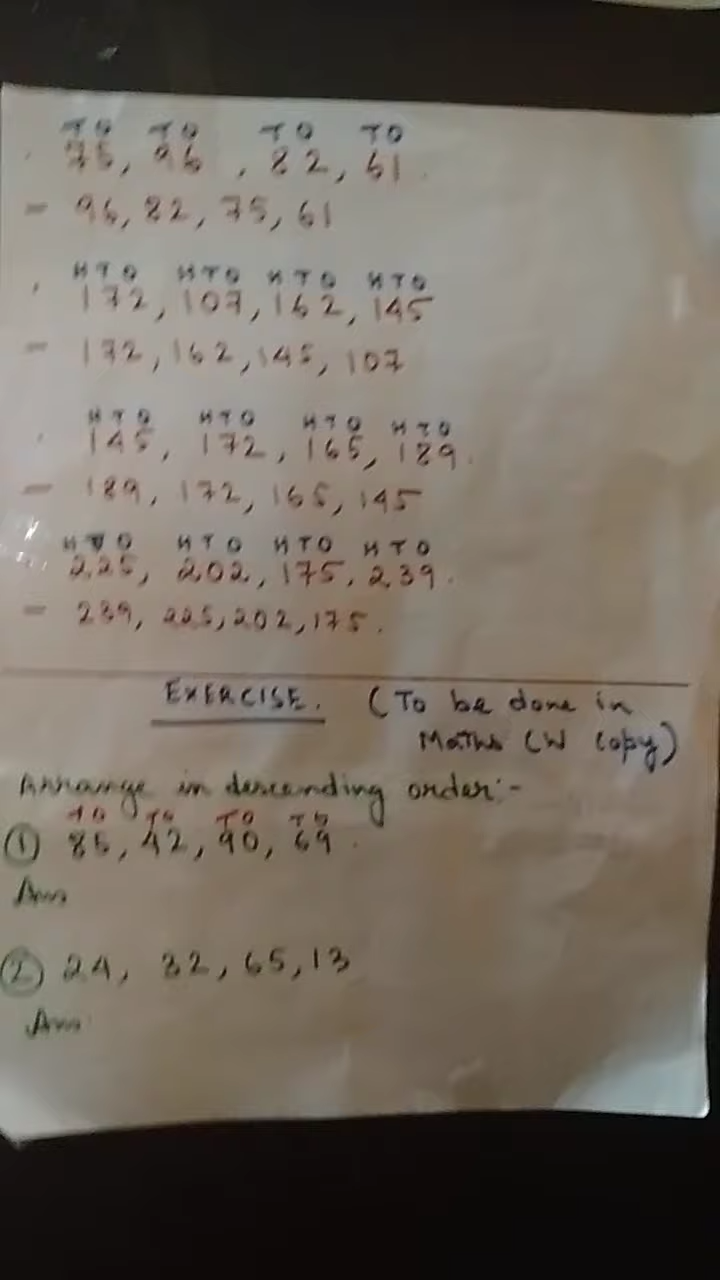 TO TO TO TO
75, 96, 82, 61.
= 96, 82, 75, 61
HTO HTO HTO HTO
172, 107, 162, 145
= 172, 162, 145, 107
HTO HTO HTO HTO
145, 172, 165, 189.
= 189, 172, 165, 145
HTO HTO HTO HTO
225, 202, 175, 239.
= 239, 225, 202, 175.
EXERCISE. (To be done in
Maths CW Copy)
Arrange in descending order:-
TO TO TO TO
① 85, 42, 90, 69.
Ans
② 24, 32, 65, 13
Ans